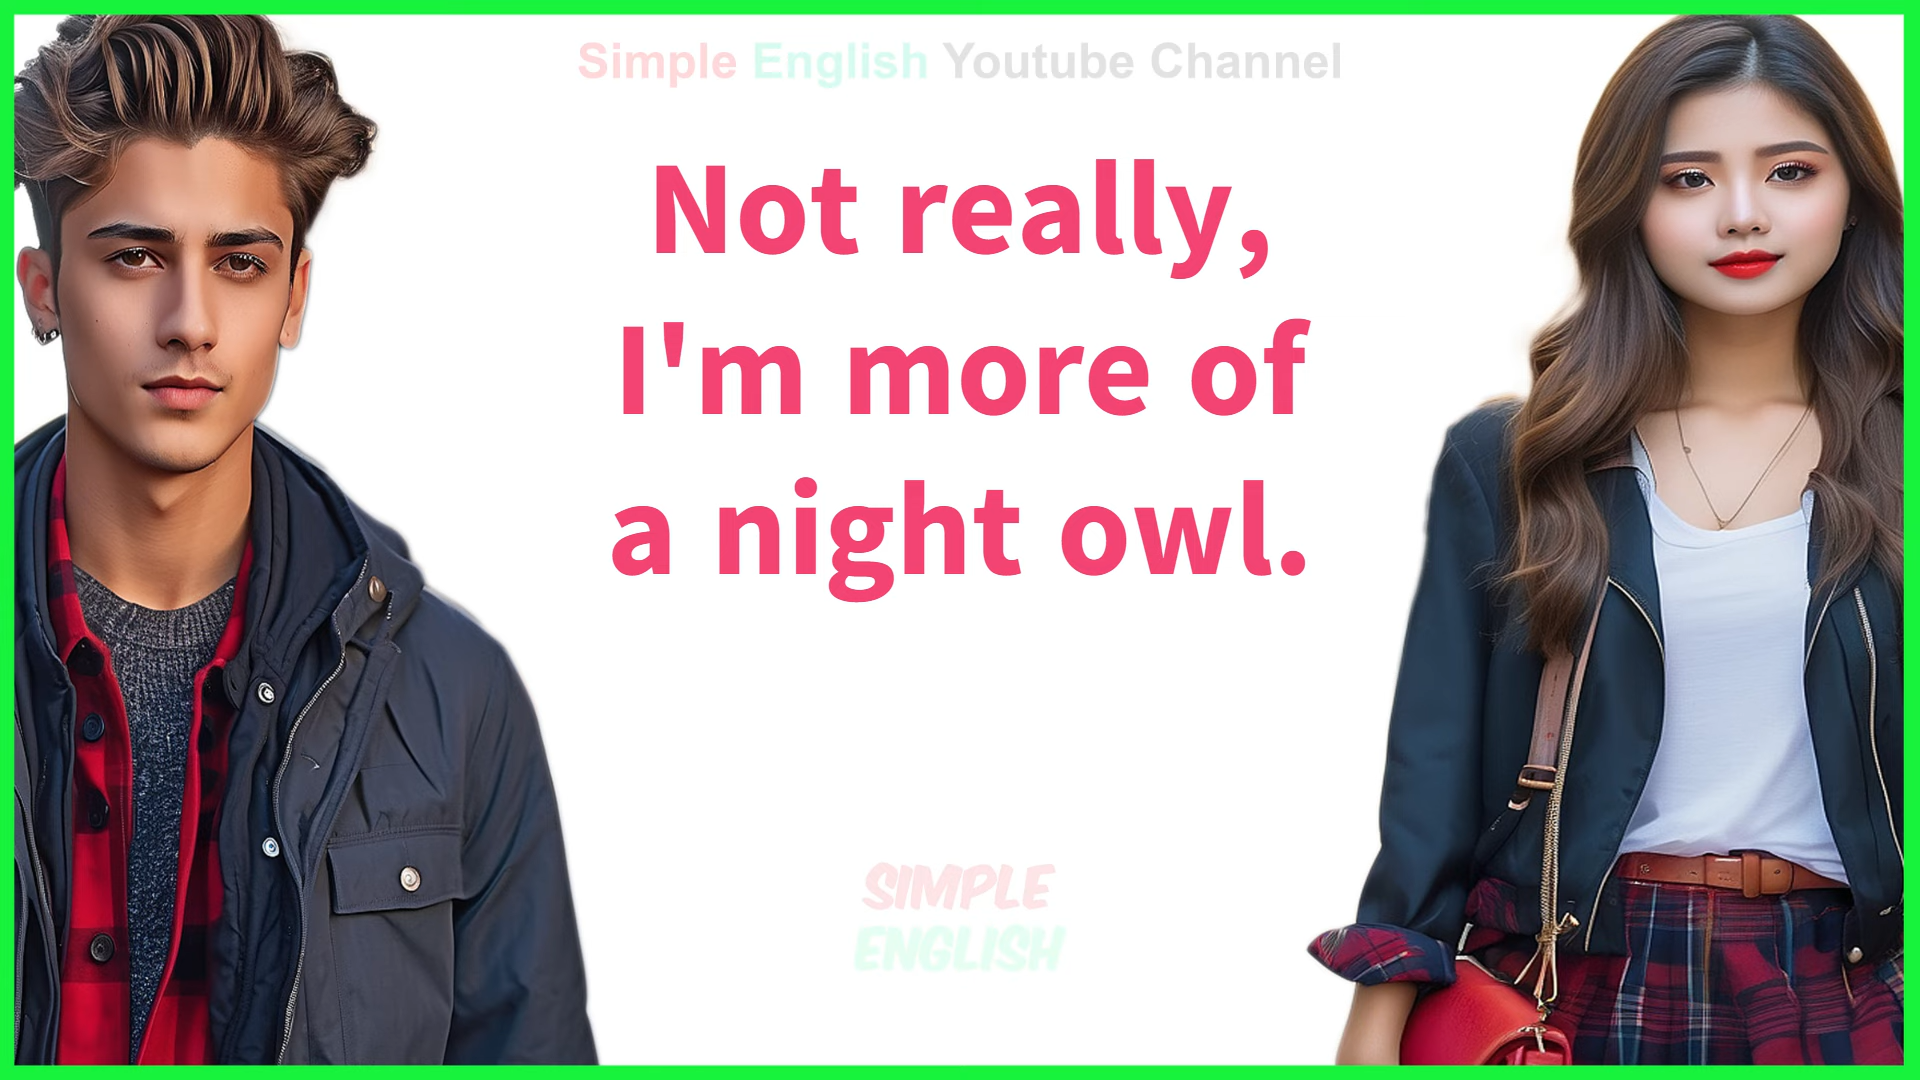 Simple English Youtube Channel
Not really,
I'm more of
a night owl.
SIMPLE
ENGLISH